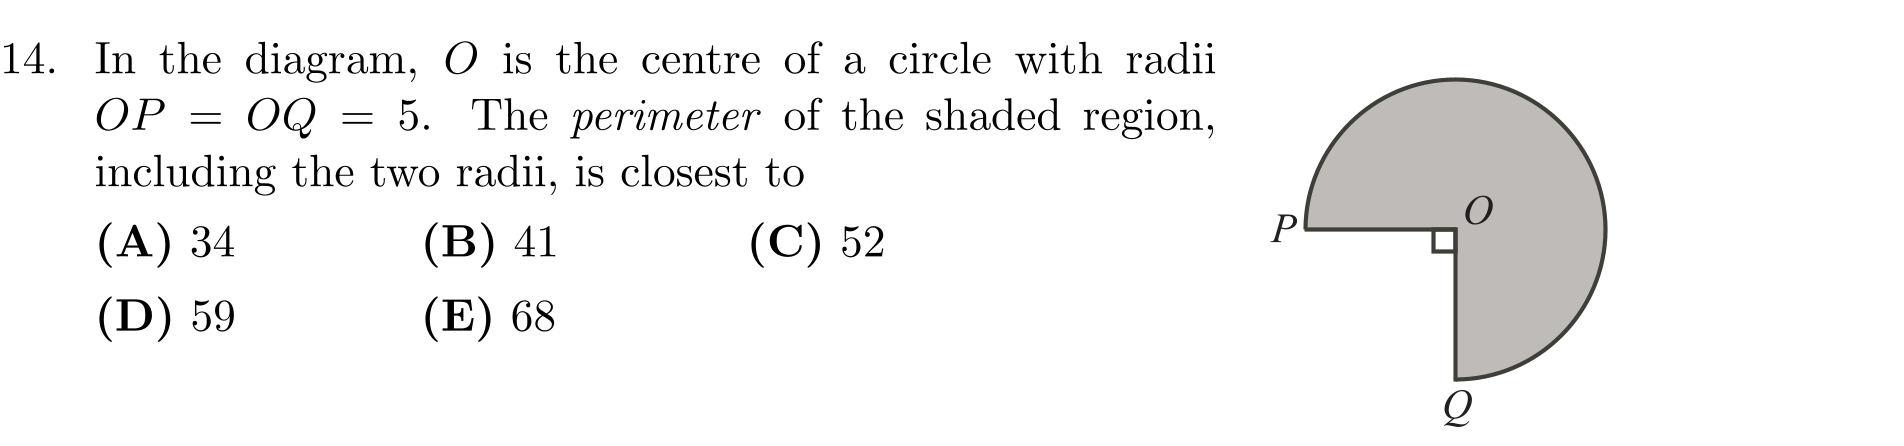 14. In the diagram, O is the centre of a circle with radii
OP = OQ = 5. The perimeter of the shaded region,
including the two radii, is closest to
(A) 34 (B) 41 (C) 52
(D) 59 (E) 68
P
O
Q